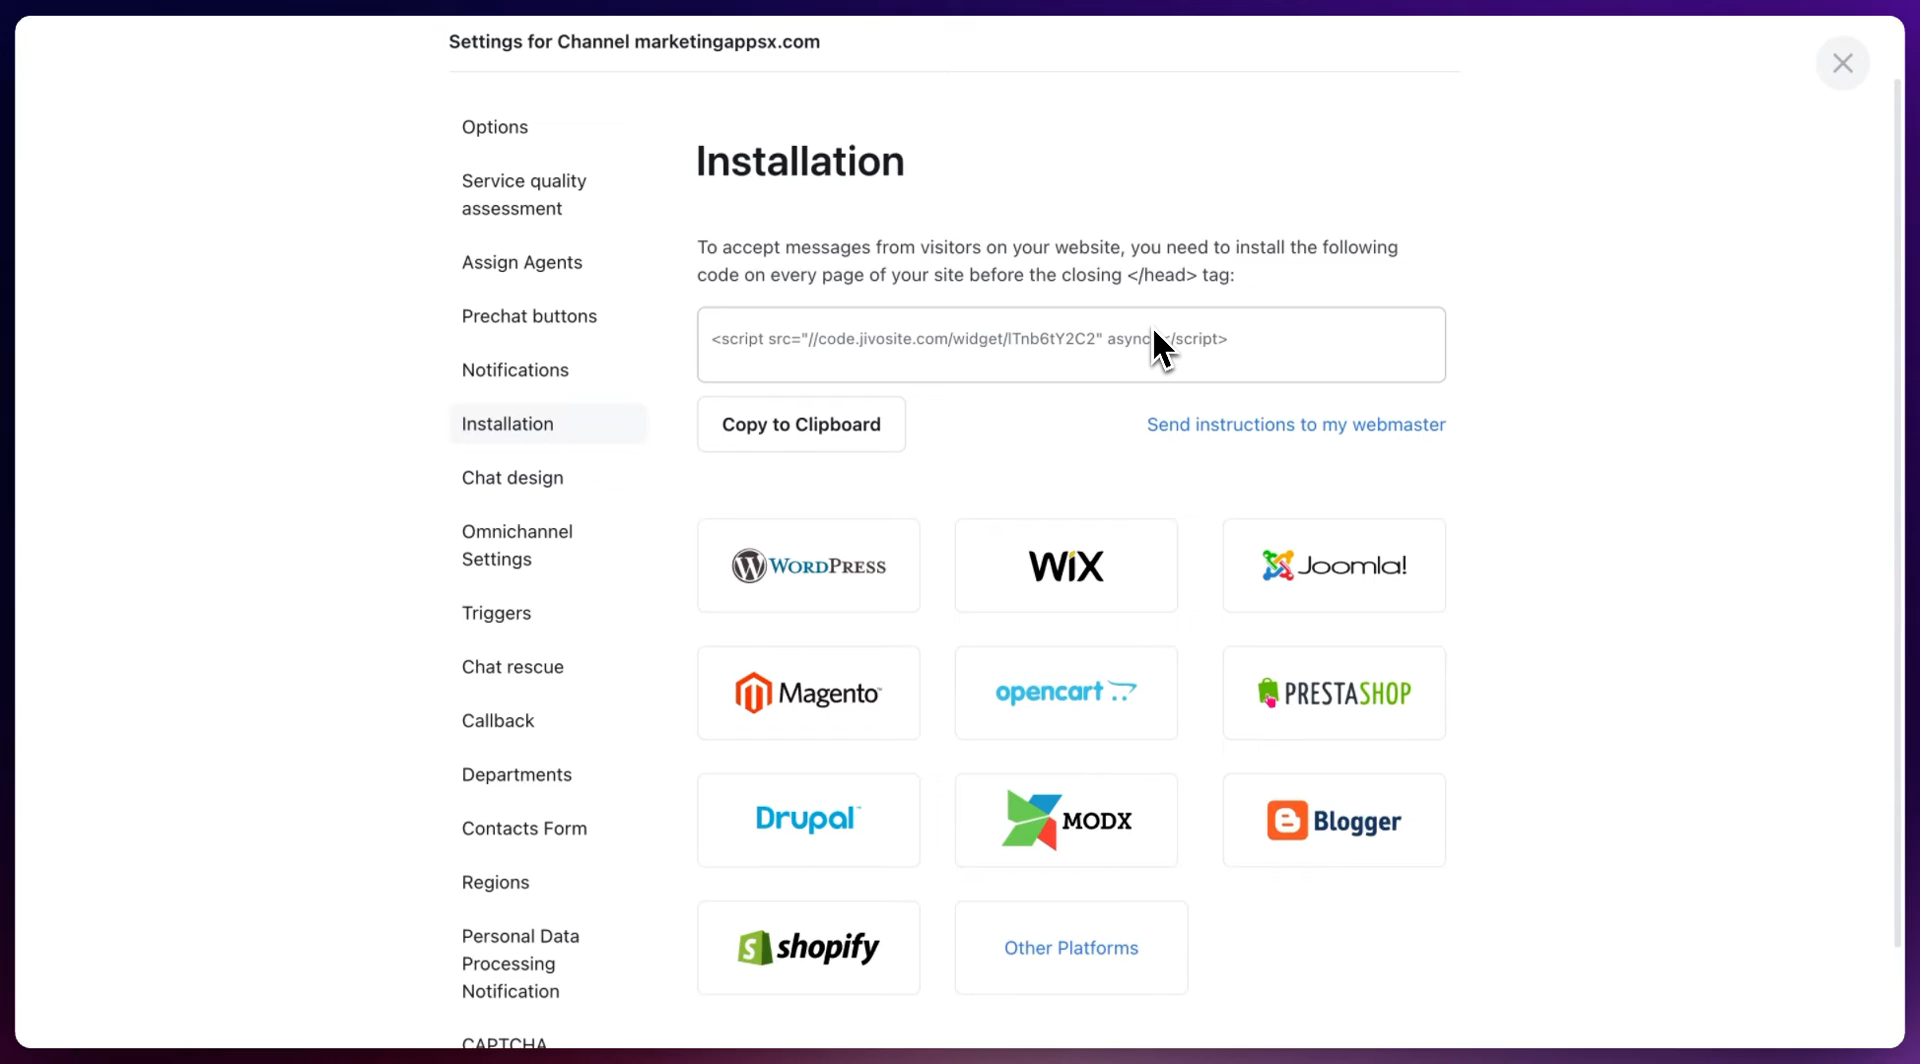 Settings for Channel marketingappsx.com
Options
Service quality
assessment
Assign Agents
Prechat buttons
Notifications
Installation
Chat design
Omnichannel
Settings
Triggers
Chat rescue
Callback
Departments
Contacts Form
Regions
Personal Data
Processing
Notification
CAPTCHA
Installation
To accept messages from visitors on your website, you need to install the following
code on every page of your site before the closing </head> tag:
<script src="//code.jivosite.com/widget/lTnb6tY2C2" async></script>
Copy to Clipboard
Send instructions to my webmaster
WORDPRESS
WiX
Joomla!
Magento
opencart
PRESTASHOP
Drupal
MODX
Blogger
shopify
Other Platforms